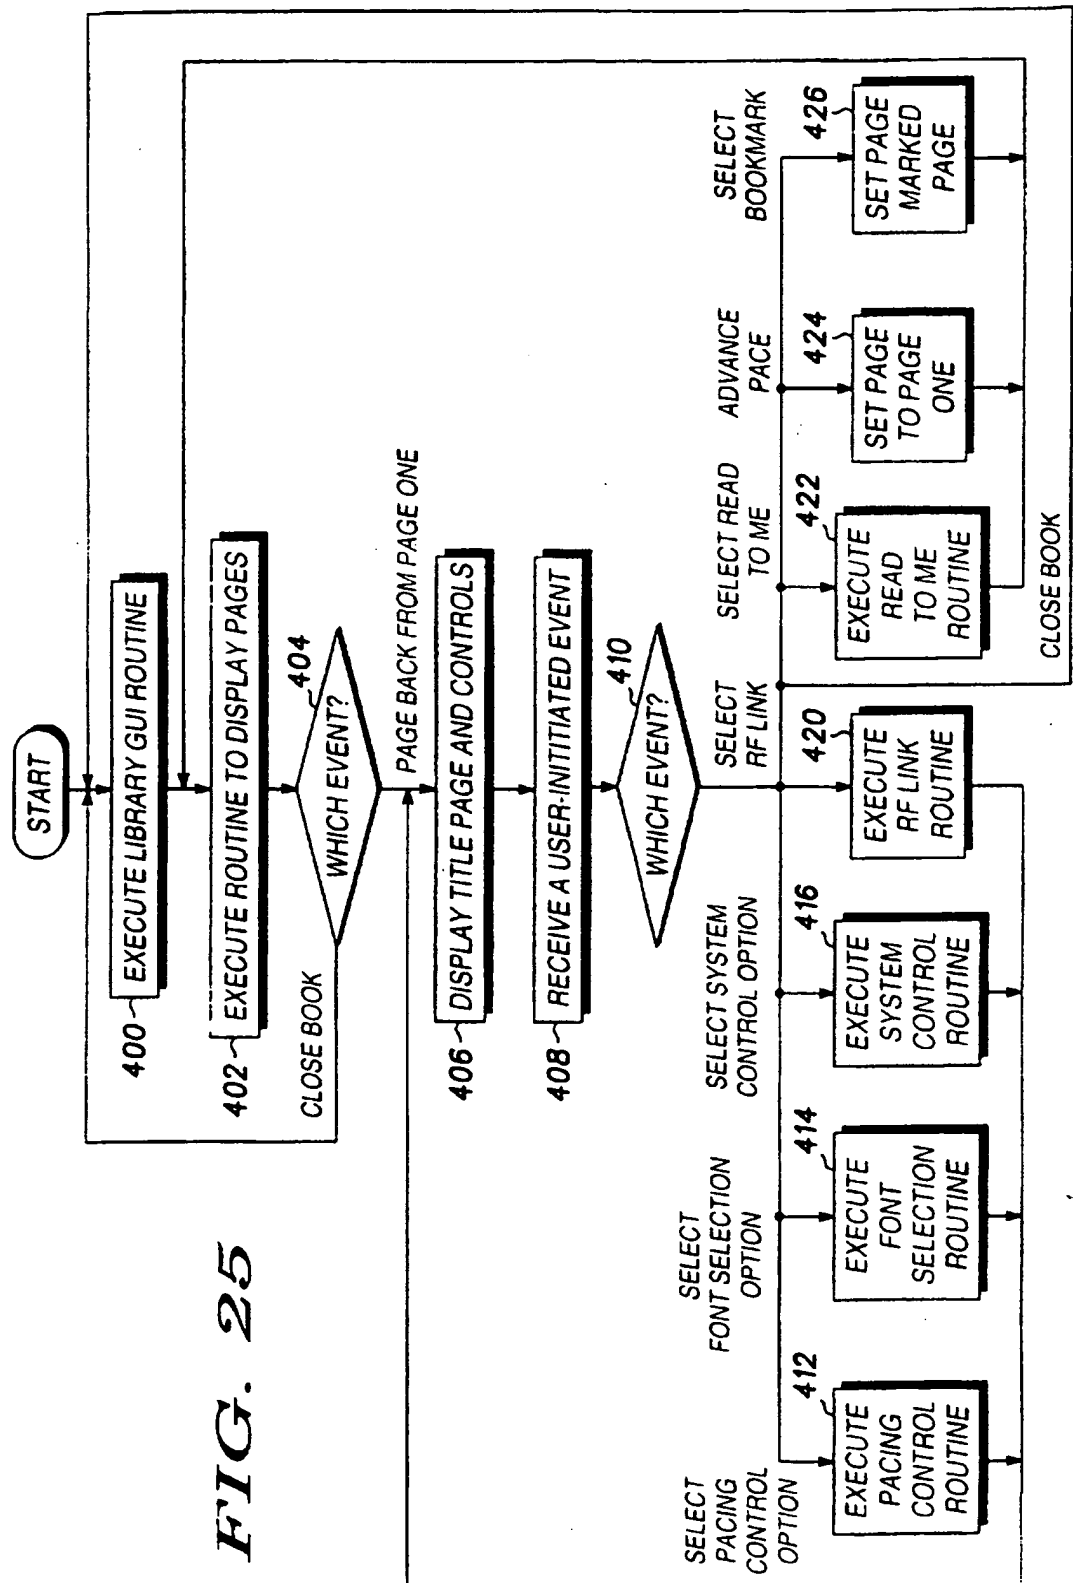 FIG. 25
START
400
EXECUTE LIBRARY GUI ROUTINE
402
EXECUTE ROUTINE TO DISPLAY PAGES
404
WHICH EVENT?
CLOSE BOOK
PAGE BACK FROM PAGE ONE
406
DISPLAY TITLE PAGE AND CONTROLS
408
RECEIVE A USER-INITITIATED EVENT
410
WHICH EVENT?
SELECT
PACING
CONTROL
OPTION
412
EXECUTE
PACING
CONTROL
ROUTINE
SELECT
FONT SELECTION
OPTION
414
EXECUTE
FONT
SELECTION
ROUTINE
SELECT SYSTEM
CONTROL OPTION
416
EXECUTE
SYSTEM
CONTROL
ROUTINE
SELECT
RF LINK
420
EXECUTE
RF LINK
ROUTINE
SELECT READ
TO ME
422
EXECUTE
READ
TO ME
ROUTINE
ADVANCE
PACE
424
SET PAGE
TO PAGE
ONE
SELECT
BOOKMARK
426
SET PAGE
MARKED
PAGE
CLOSE BOOK